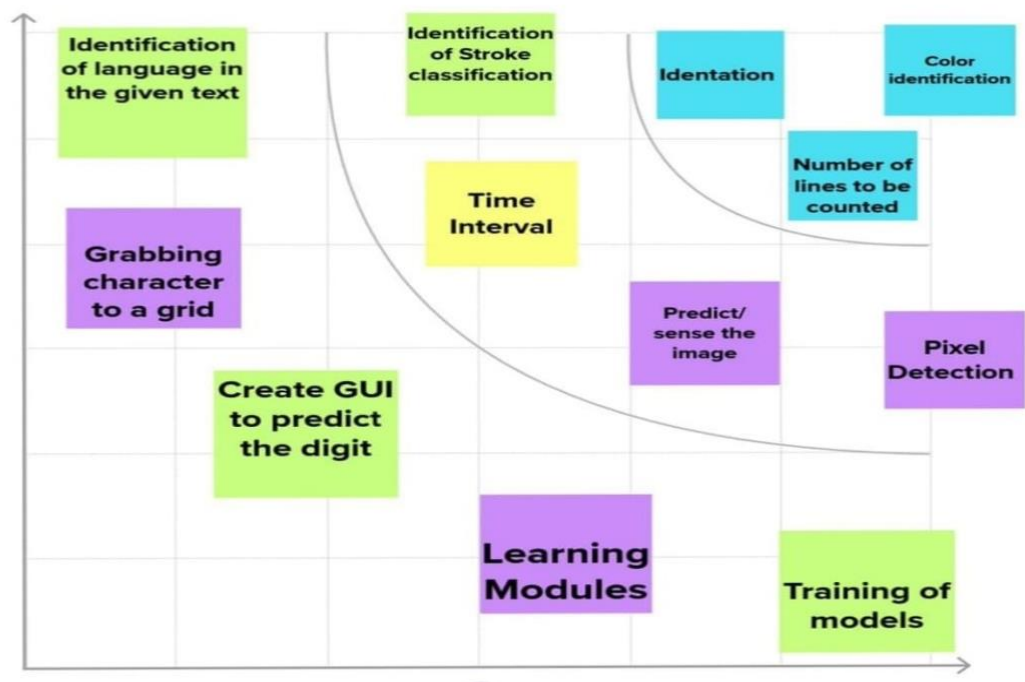 Identification
of language in
the given text
Identification
of Stroke
classification
Identation
Color
identification
Number of
lines to be
counted
Time
Interval
Grabbing
character
to a grid
Predict/
sense the
image
Pixel
Detection
Create GUI
to predict
the digit
Learning
Modules
Training of
models